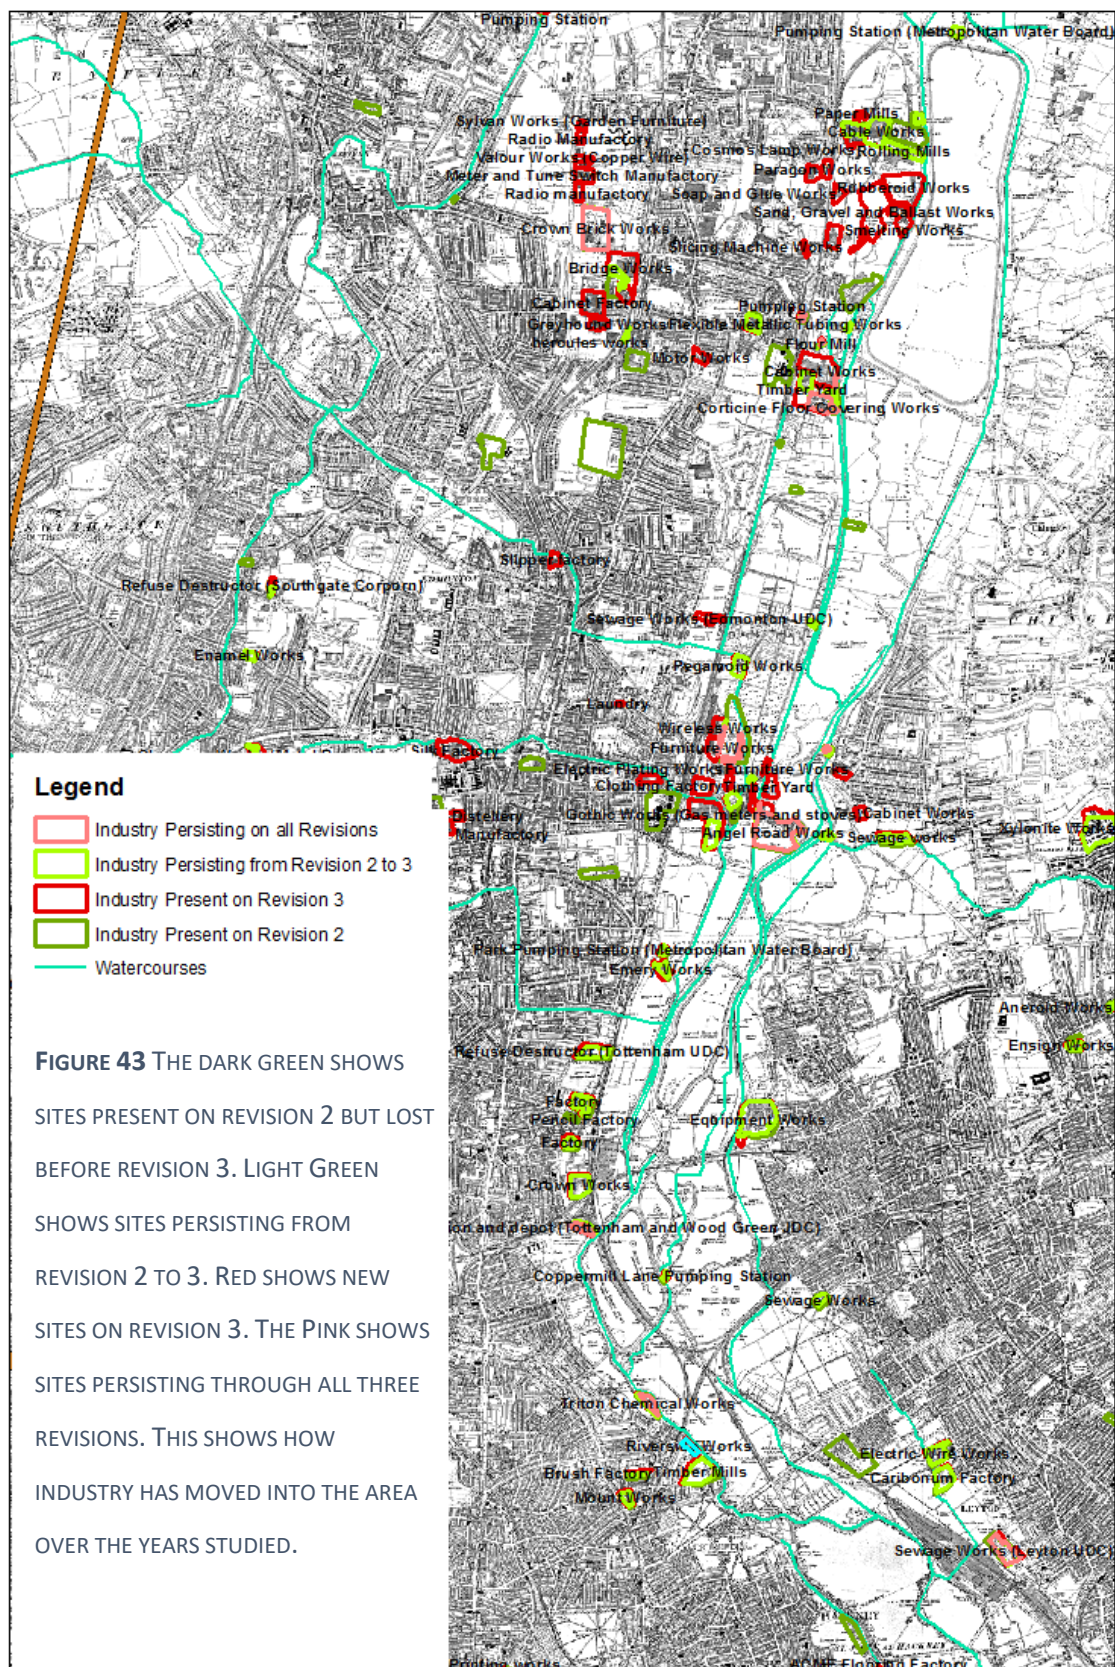 Pumping Station
Pumping Station (Metropolitan Water Board)
Sylvan Works (Garden Furniture)
Paper Mills
Radio Manufactory
Cable Works
Valour Works (Copper Wire)
Cosmos Lamp Works
Rolling Mills
Meter and Tune Switch Manufactory
Paragon Works
Radio manufactory
Soap and Glue Works
Rubberoid Works
Crown Brick Works
Sand, Gravel and Ballast Works
Smelting Works
Slicing Machine Works
Bridge Works
Cabinet Factory
Pumping Station
Greyhound Works
Flexible Metallic Tubing Works
hercules works
Flour Mill
Motor Works
Cabinet Works
Timber Yard
Corticine Floor Covering Works
Slipper factory
EDMONTON
Refuse Destructor (Southgate Corporn)
Sewage Works (Edmonton UDC)
Enamel Works
Pegamoid Works
Laundry
Wireless Works
Silk Factory
Furniture Works
Electric Plating Works
Furniture Works
Clothing Factory
Timber Yard
Distellery
Gothic Works (Gas meters and stoves)
Cabinet Works
Manufactory
Angel Road Works
Sewage works
Xylonite Works
Legend
Industry Persisting on all Revisions
Industry Persisting from Revision 2 to 3
Industry Present on Revision 3
Industry Present on Revision 2
Watercourses
Park Pumping Station (Metropolitan Water Board)
Emery Works
Aneroid Works
Refuse Destructor (Tottenham UDC)
Ensign Works
Factory
Pencil Factory
Equipment Works
Factory
Crown Works
ion and depot (Tottenham and Wood Green JDC)
Coppermill Lane Pumping Station
Sewage Works
Triton Chemical Works
Riverside Works
Electric Wire Works
Brush Factory
Timber Mills
Caribonum Factory
Mount Works
LEYTON
Sewage Works (Leyton UDC)
HACKNEY
Printing works
ACME Flooring Factory
FIGURE 43 THE DARK GREEN SHOWS
SITES PRESENT ON REVISION 2 BUT LOST
BEFORE REVISION 3. LIGHT GREEN
SHOWS SITES PERSISTING FROM
REVISION 2 TO 3. RED SHOWS NEW
SITES ON REVISION 3. THE PINK SHOWS
SITES PERSISTING THROUGH ALL THREE
REVISIONS. THIS SHOWS HOW
INDUSTRY HAS MOVED INTO THE AREA
OVER THE YEARS STUDIED.